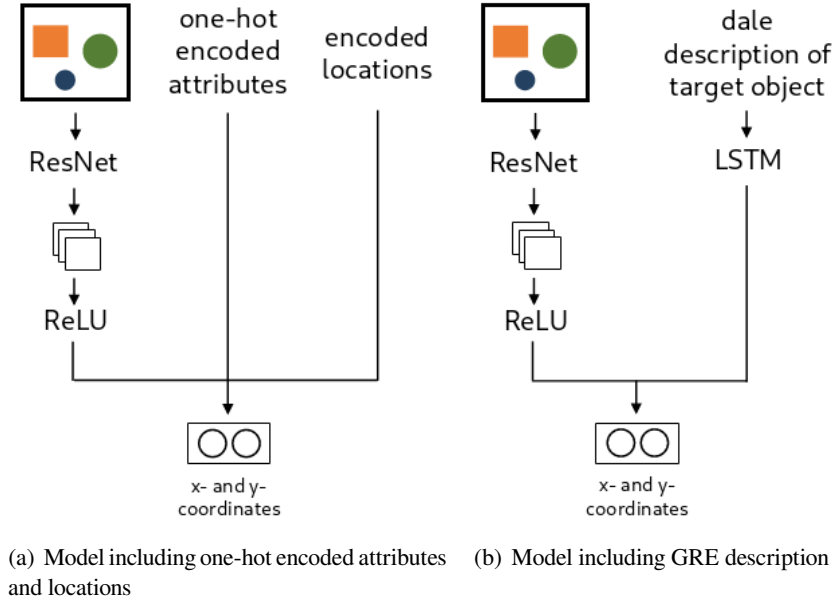 one-hot
encoded
attributes
encoded
locations
ResNet
ReLU
x- and y-
coordinates
(a) Model including one-hot encoded attributes
and locations
dale
description of
target object
ResNet
LSTM
ReLU
x- and y-
coordinates
(b) Model including GRE description